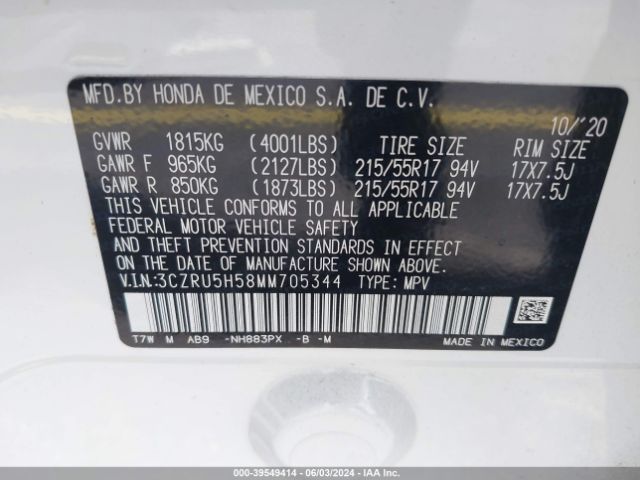 MFD.BY HONDA DE MEXICO S.A. DE C.V.
10/'20
GVWR 1815KG (4001LBS) TIRE SIZE RIM SIZE
GAWR F 965KG (2127LBS) 215/55R17 94V 17X7.5J
GAWR R 850KG (1873LBS) 215/55R17 94V 17X7.5J
THIS VEHICLE CONFORMS TO ALL APPLICABLE
FEDERAL MOTOR VEHICLE SAFETY
AND THEFT PREVENTION STANDARDS IN EFFECT
ON THE DATE OF MANUFACTURE SHOWN ABOVE.
V.I.N:3CZRU5H58MM705344 TYPE: MPV
T7W M AB9 -NH883PX -B -M
MADE IN MEXICO
000-39549414 - 06/03/2024 - IAAI.COM